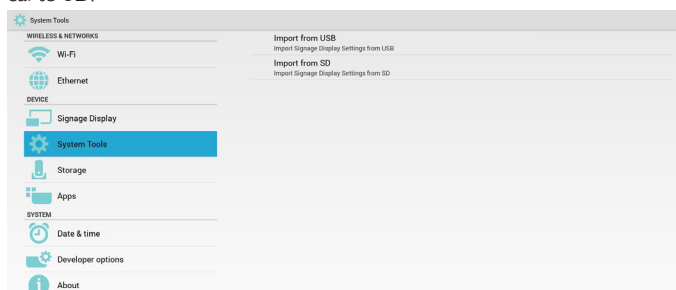 System Tools
WIRELESS & NETWORKS
Wi-Fi
Ethernet
DEVICE
Signage Display
System Tools
Storage
Apps
SYSTEM
Date & time
Developer options
About
Import from USB
Import Signage Display Settings from USB
Import from SD
Import Signage Display Settings from SD